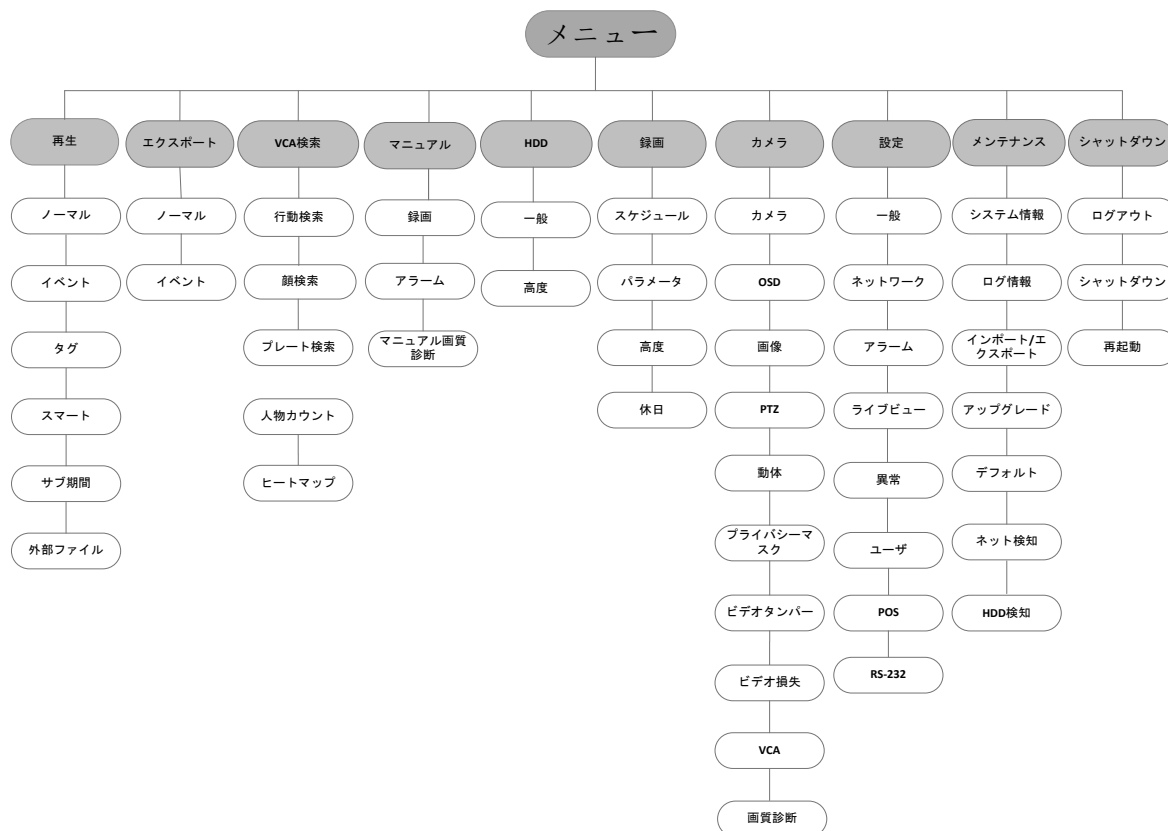 メニュー
再生
エクスポート
VCA検索
マニュアル
HDD
録画
カメラ
設定
メンテナンス
シャットダウン
ノーマル
イベント
タグ
スマート
サブ期間
外部ファイル
ノーマル
イベント
行動検索
顔検索
プレート検索
人物カウント
ヒートマップ
録画
アラーム
マニュアル画質
診断
一般
高度
スケジュール
パラメータ
高度
休日
カメラ
OSD
画像
PTZ
動体
プライバシーマ
スク
ビデオタンパー
ビデオ損失
VCA
画質診断
一般
ネットワーク
アラーム
ライブビュー
異常
ユーザ
POS
RS-232
システム情報
ログ情報
インポート/エ
クスポート
アップグレード
デフォルト
ネット検知
HDD検知
ログアウト
シャットダウン
再起動